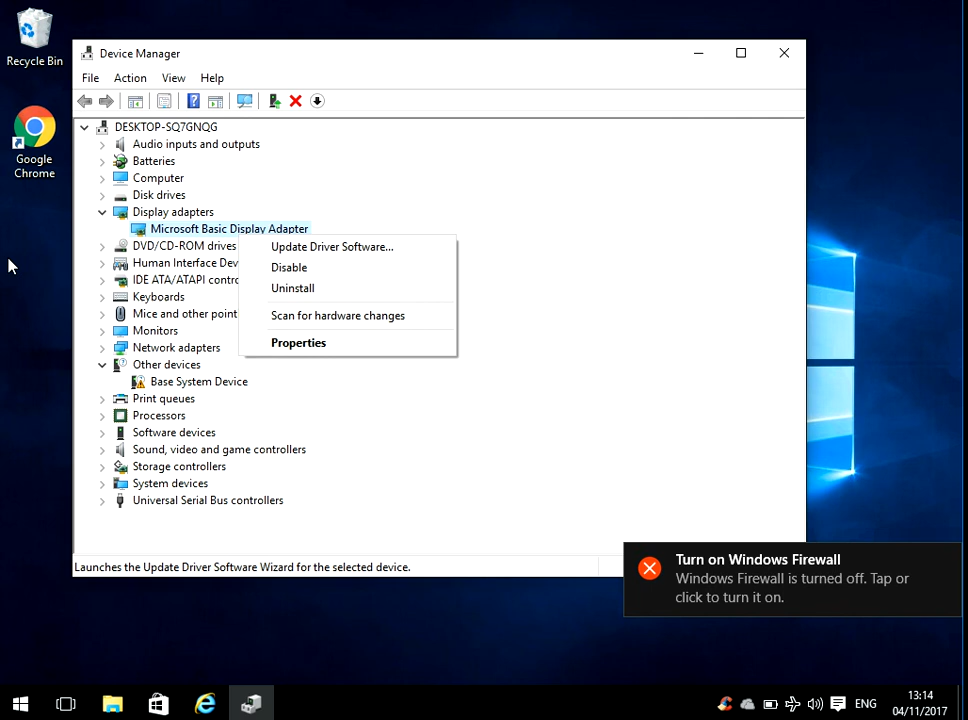 Recycle Bin
Google
Chrome
Device Manager
File Action View Help
DESKTOP-SQ7GNQG
Audio inputs and outputs
Batteries
Computer
Disk drives
Display adapters
Microsoft Basic Display Adapter
DVD/CD-ROM drives
Human Interface Dev
IDE ATA/ATAPI contro
Keyboards
Mice and other point
Monitors
Network adapters
Other devices
Base System Device
Print queues
Processors
Software devices
Sound, video and game controllers
Storage controllers
System devices
Universal Serial Bus controllers
Update Driver Software...
Disable
Uninstall
Scan for hardware changes
Properties
Launches the Update Driver Software Wizard for the selected device.
Turn on Windows Firewall
Windows Firewall is turned off. Tap or
click to turn it on.
ENG
13:14
04/11/2017